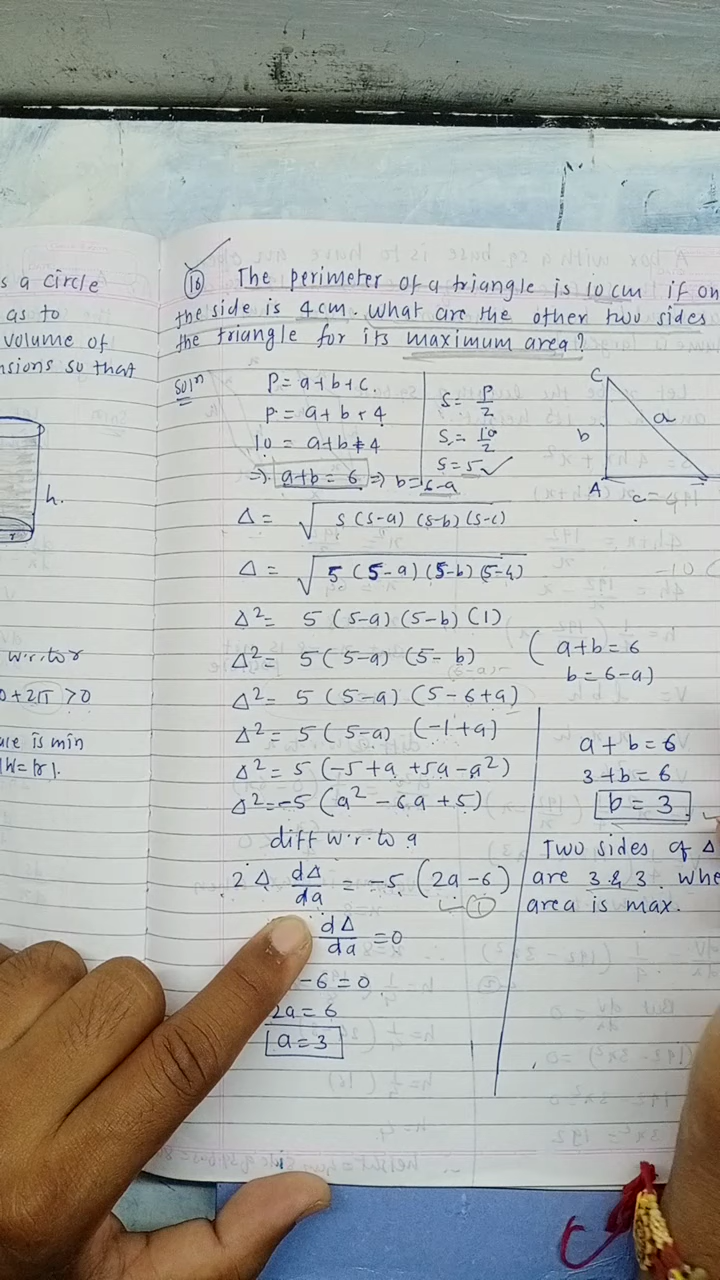 s a circle
as to
volume of
nsions so that
h.
r
w.r.to r
0+2π >0
is min
(16) The perimeter of a triangle is 10 cm if on
the side is 4 cm. What are the other two sides
the triangle for its maximum area?
Soln
P = a+b+c.
P = a+b+4
10 = a+b+4
⇒ a+b = 6 ⇒ b=6-a
S = P/2
S = 10/2
S = 5
C
a
b
A
c
Δ = √s(s-a)(s-b)(s-c)
Δ = √5(5-a)(5-b)(5-4)
Δ² = 5(5-a)(5-b)(1)
Δ² = 5(5-a)(5-b)
(a+b=6
b=6-a)
Δ² = 5(5-a)(5-6+a)
Δ² = 5(5-a)(-1+a)
Δ² = 5(-5+a+5a-a²)
Δ² = -5(a²-6a+5)
diff w.r.to a
2Δ dΔ/da = -5(2a-6)
①
dΔ/da = 0
-6=0
2a=6
a=3
a+b=6
3+b=6
b=3
Two sides of Δ
are 3 & 3. Whe
area is max.